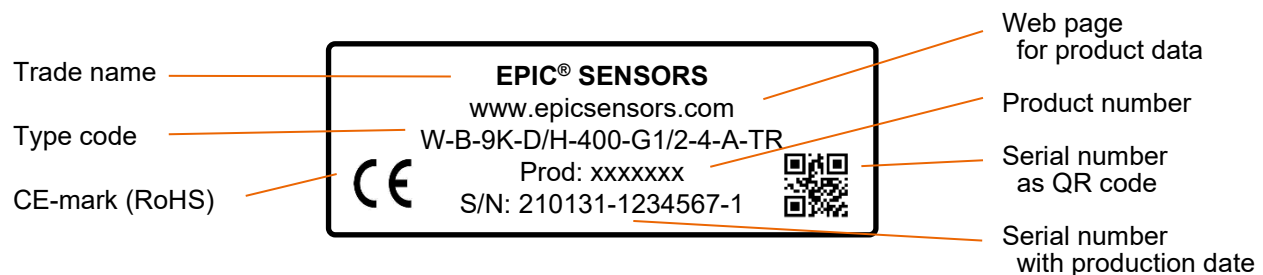 Trade name
Type code
CE-mark (RoHS)
EPIC® SENSORS
www.epicsensors.com
W-B-9K-D/H-400-G1/2-4-A-TR
Prod: xxxxxxx
S/N: 210131-1234567-1
CE
Web page
for product data
Product number
Serial number
as QR code
Serial number
with production date